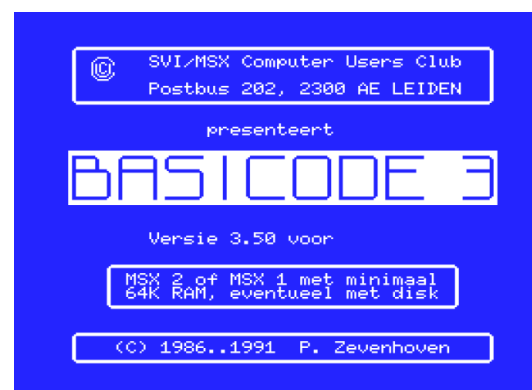 © SVI/MSX Computer Users Club
Postbus 202, 2300 AE LEIDEN
presenteert
BASICODE 3
Versie 3.50 voor
MSX 2 of MSX 1 met minimaal
64K RAM, eventueel met disk
(C) 1986..1991 P. Zevenhoven